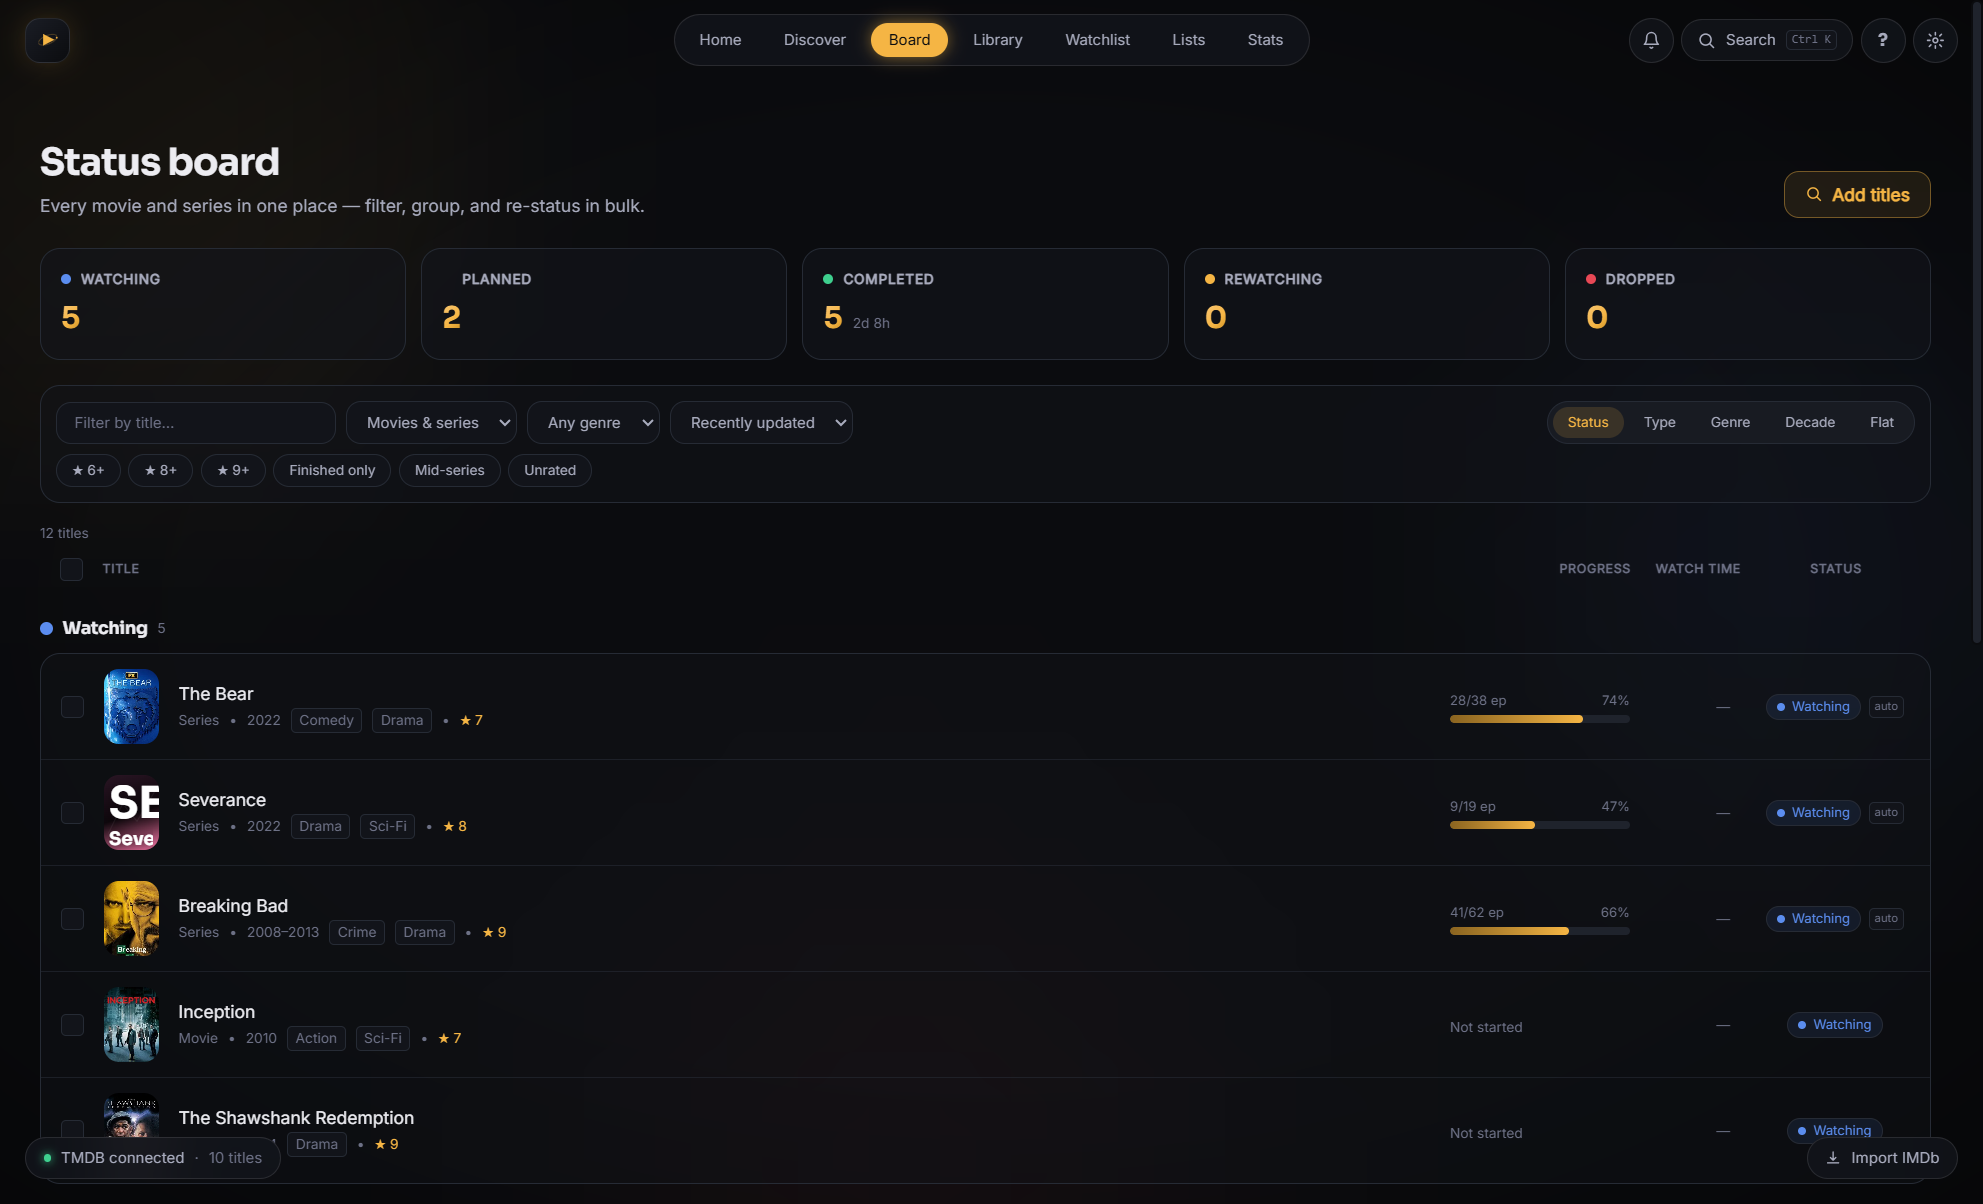 Home
Discover
Board
Library
Watchlist
Lists
Stats
Search
Ctrl K
?
Status board
Every movie and series in one place — filter, group, and re-status in bulk.
Add titles
WATCHING
5
PLANNED
2
COMPLETED
5 2d 8h
REWATCHING
0
DROPPED
0
Filter by title...
Movies & series
Any genre
Recently updated
Status
Type
Genre
Decade
Flat
★ 6+
★ 8+
★ 9+
Finished only
Mid-series
Unrated
12 titles
TITLE
PROGRESS
WATCH TIME
STATUS
Watching 5
FX
THE BEAR
The Bear
Series • 2022 Comedy Drama • ★ 7
28/38 ep 74%
—
Watching
auto
SE
Seve
Severance
Series • 2022 Drama Sci-Fi • ★ 8
9/19 ep 47%
—
Watching
auto
Breaking
Breaking Bad
Series • 2008–2013 Crime Drama • ★ 9
41/62 ep 66%
—
Watching
auto
INCEPTION
Inception
Movie • 2010 Action Sci-Fi • ★ 7
Not started
—
Watching
The Shawshank Redemption
Drama • ★ 9
Not started
—
Watching
TMDB connected · 10 titles
Import IMDb